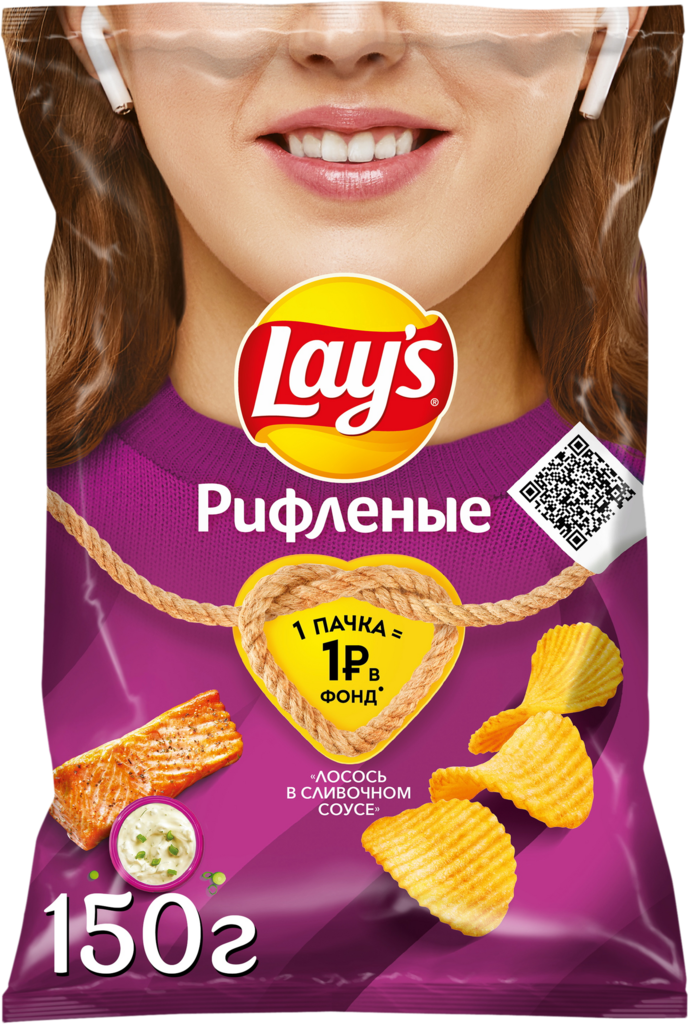 Lay's®
Рифленые
1 ПАЧКА =
1₽ В
ФОНД*
«ЛОСОСЬ
В СЛИВОЧНОМ
СОУСЕ»
150г